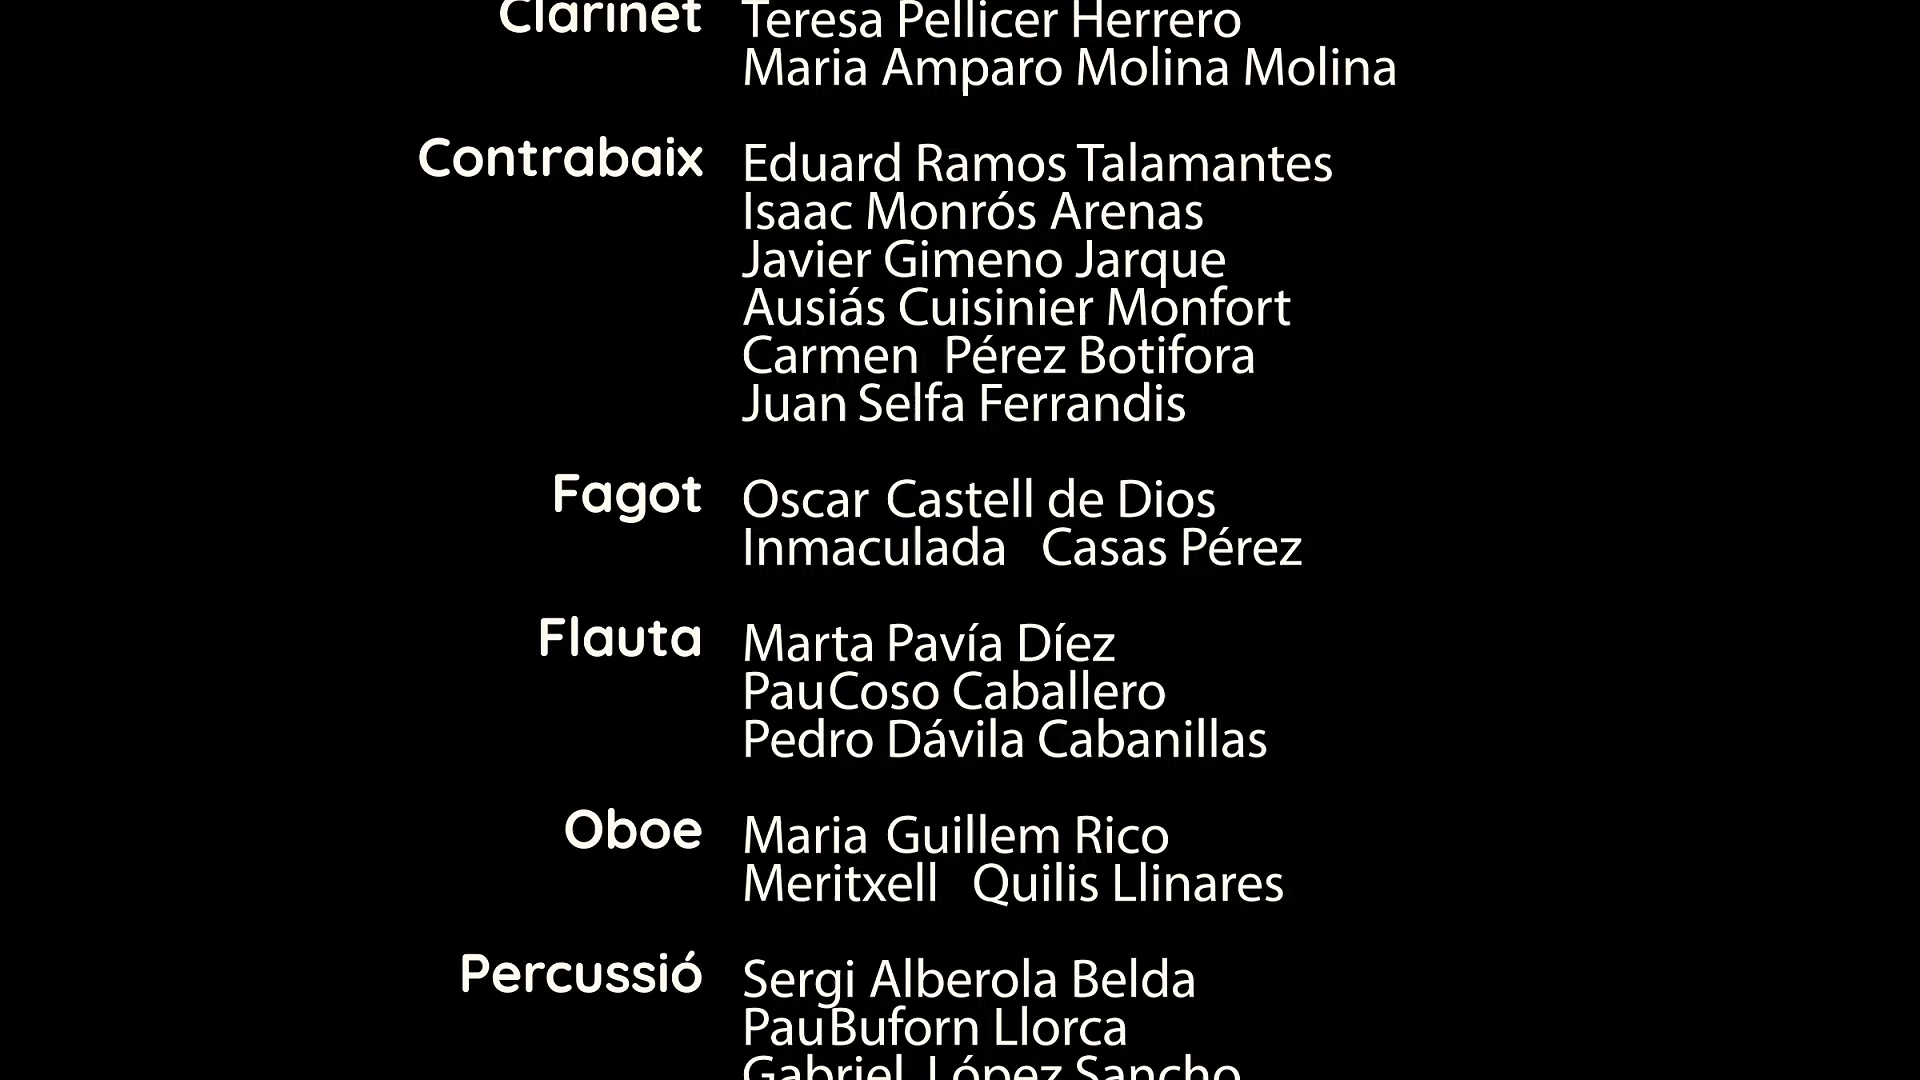 Clarinet Teresa Pellicer Herrero
Maria Amparo Molina Molina
Contrabaix Eduard Ramos Talamantes
Isaac Monrós Arenas
Javier Gimeno Jarque
Ausiás Cuisinier Monfort
Carmen Pérez Botifora
Juan Selfa Ferrandis
Fagot Oscar Castell de Dios
Inmaculada Casas Pérez
Flauta Marta Pavía Díez
PauCoso Caballero
Pedro Dávila Cabanillas
Oboe Maria Guillem Rico
Meritxell Quilis Llinares
Percussió Sergi Alberola Belda
PauBuforn Llorca
Gabriel López Sancho